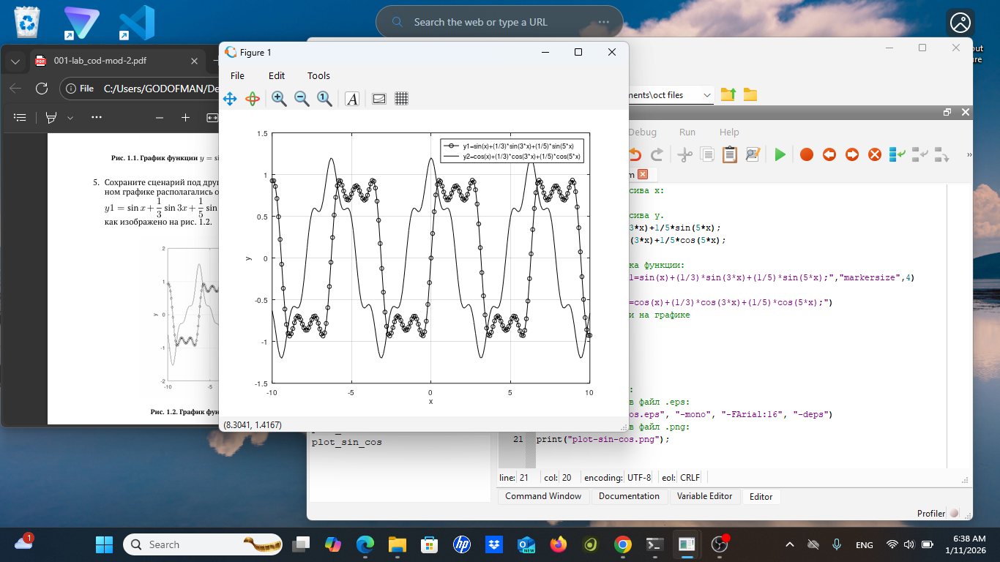 Search the web or type a URL
001-lab_cod-mod-2.pdf
File
C:/Users/GODOFMAN/De
Рис. 1.1. График функции y = si
5. Сохраните сценарий под друг
ном графике располагались о
y1 = sin x + 1/3 sin 3x + 1/5 sin
как изображено на рис. 1.2.
2
1
0
-1
-2
y
-10
-5
Рис. 1.2. График фун
Figure 1
File Edit Tools
y1=sin(x)+(1/3)*sin(3*x)+(1/5)*sin(5*x)
y2=cos(x)+(1/3)*cos(3*x)+(1/5)*cos(5*x)
1.5
1
0.5
0
-0.5
-1
-1.5
y
-10 -5 0 5 10
x
(8.3041, 1.4167)
ments\oct files
Debug Run Help
m
сива x:
сива y.
3*x)+1/5*sin(5*x);
(3*x)+1/5*cos(5*x);
ка функции:
1=sin(x)+(1/3)*sin(3*x)+(1/5)*sin(5*x);","markersize",4)
=cos(x)+(1/3)*cos(3*x)+(1/5)*cos(5*x);")
и на графике
:
в файл .eps:
os.eps", "-mono", "-FArial:16", "-deps")
в файл .png:
21 print("plot-sin-cos.png");
plot_sin_cos
line: 21 col: 20 encoding: UTF-8 eol: CRLF
Command Window Documentation Variable Editor Editor
Profiler
1
Search
NEW
ENG
6:38 AM
1/11/2026